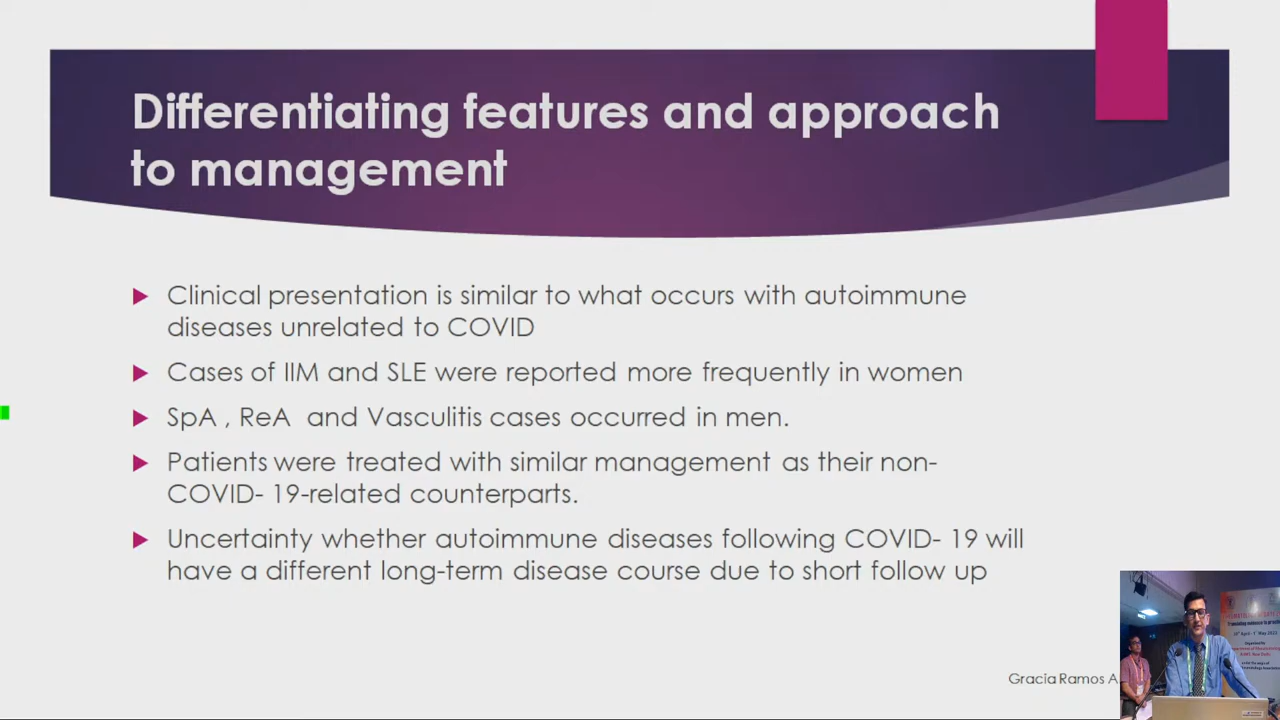 Differentiating features and approach
to management
Clinical presentation is similar to what occurs with autoimmune
diseases unrelated to COVID
Cases of IIM and SLE were reported more frequently in women
SpA , ReA and Vasculitis cases occurred in men.
Patients were treated with similar management as their non-
COVID- 19-related counterparts.
Uncertainty whether autoimmune diseases following COVID- 19 will
have a different long-term disease course due to short follow up
Gracia Ramos A.